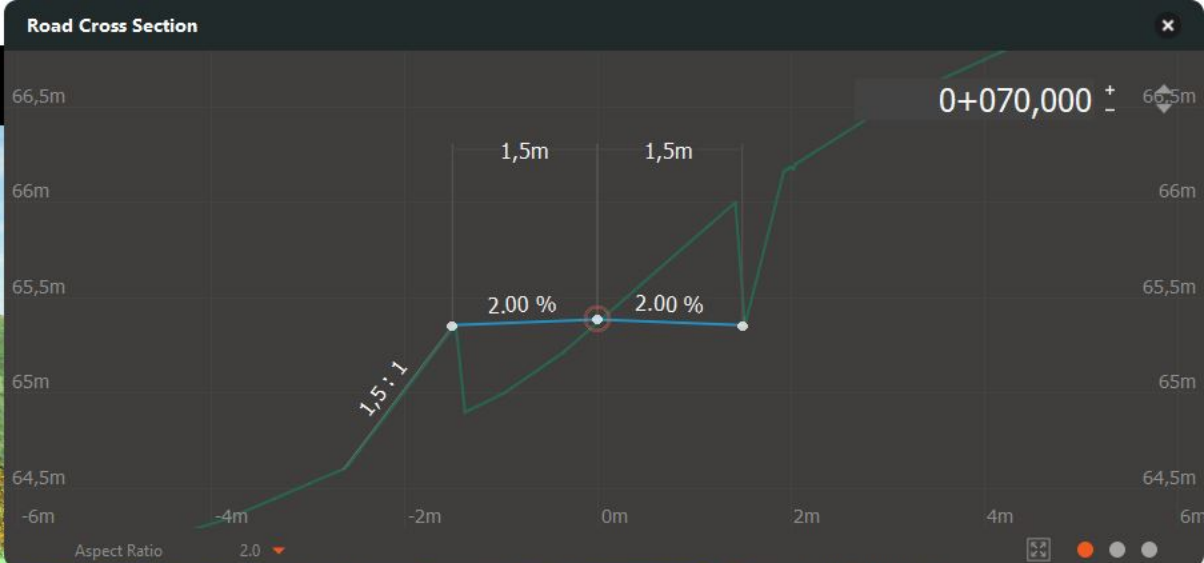 Road Cross Section
0+070,000 + −
66,5m 66,5m
1,5m 1,5m
66m 66m
65,5m 65,5m
2.00 % 2.00 %
65m 65m
1,5 : 1
64,5m 64,5m
-6m -4m -2m 0m 2m 4m 6m
Aspect Ratio 2.0